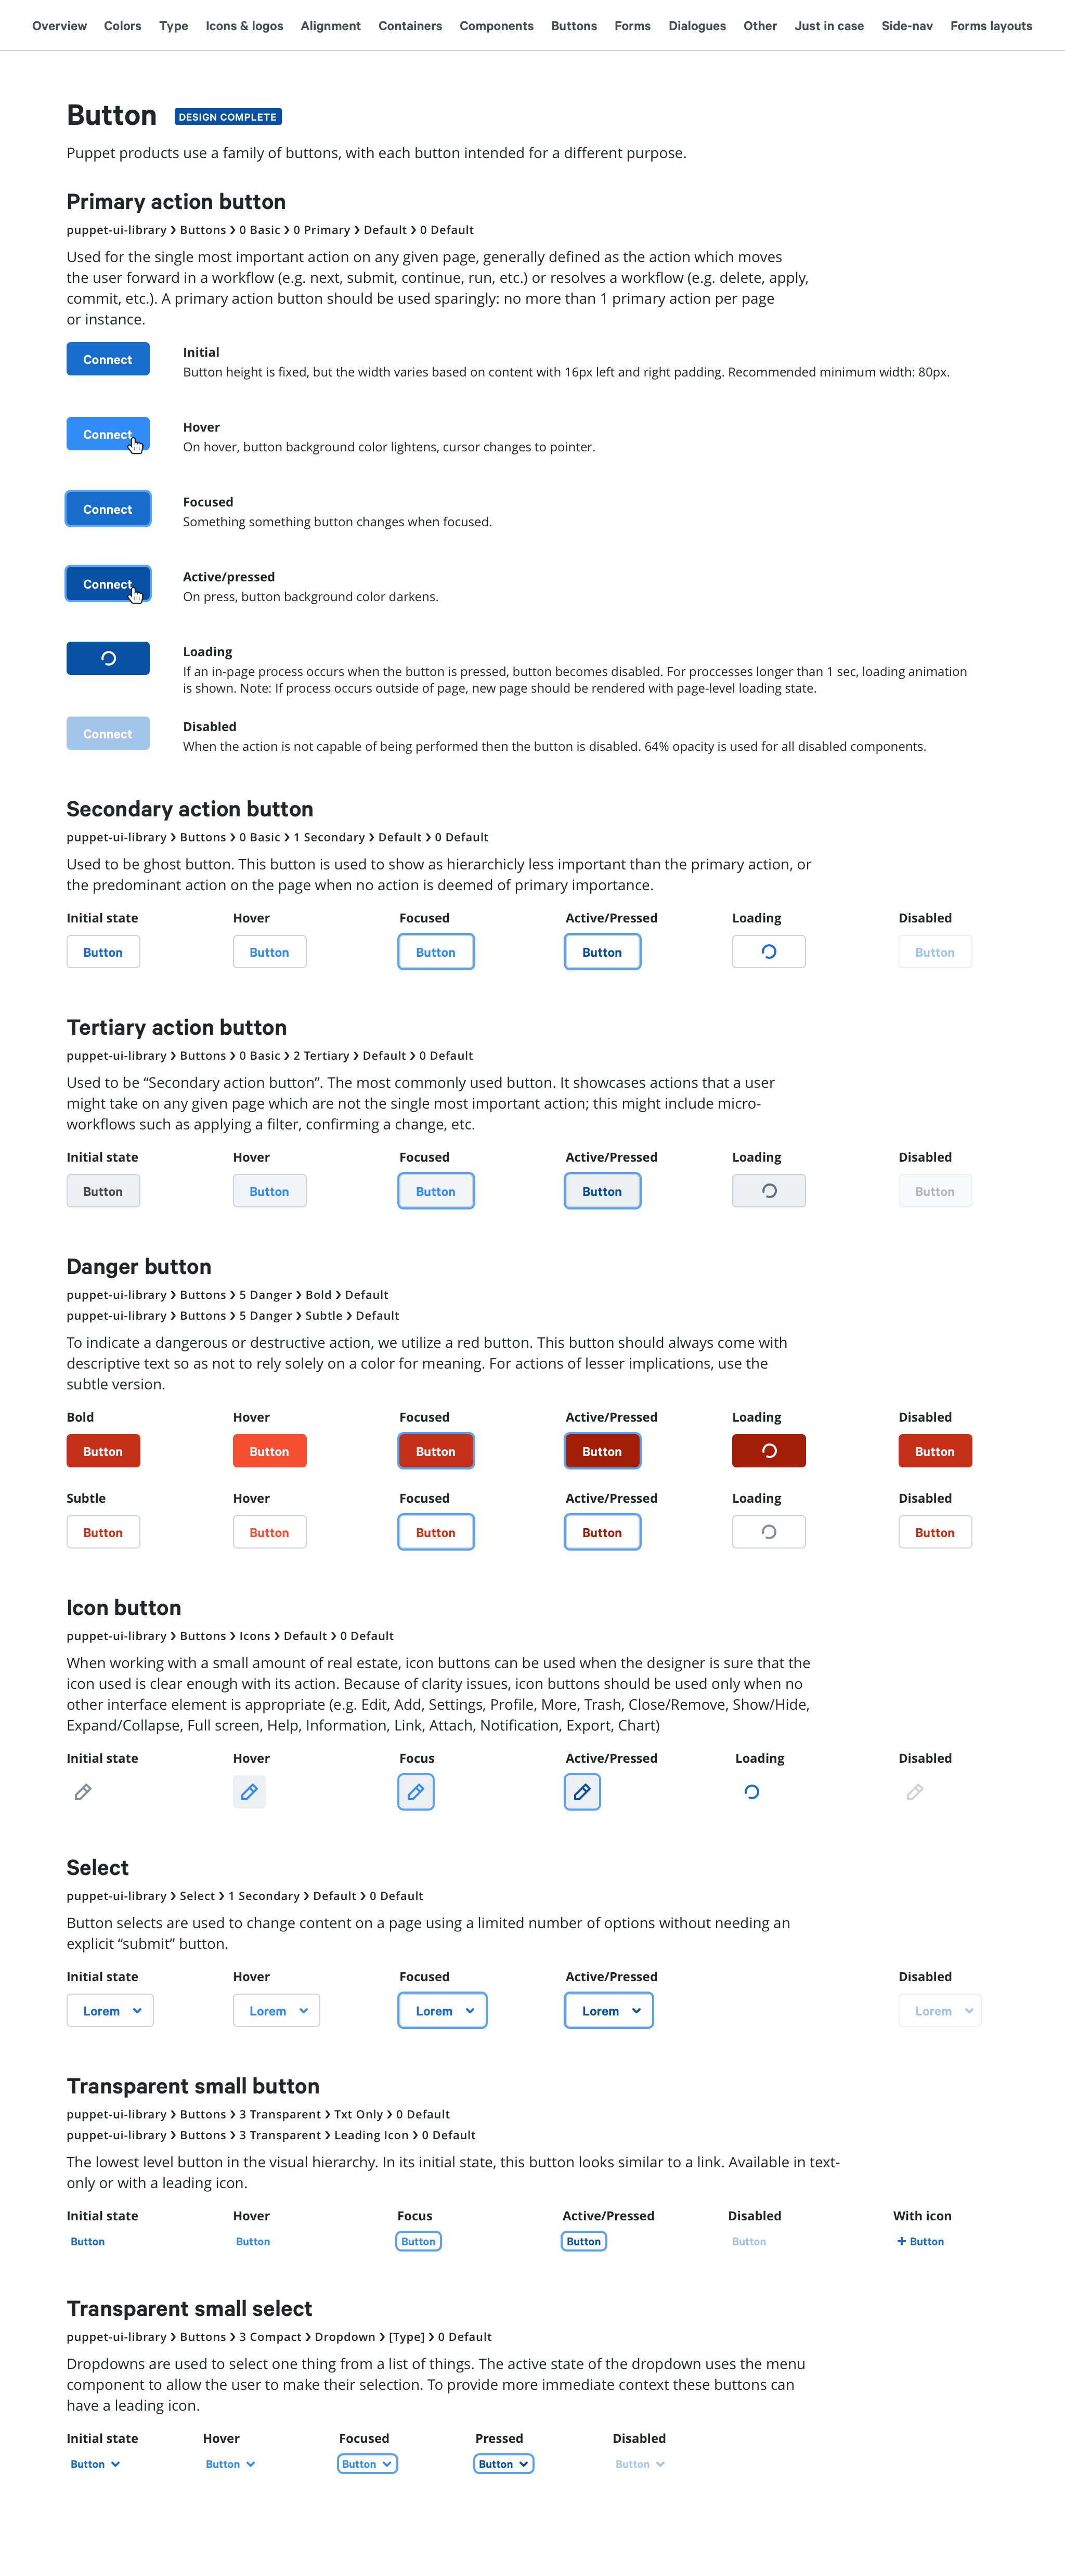 Overview Colors Type Icons & logos Alignment Containers Components Buttons Forms Dialogues Other Just in case Side-nav Forms layouts
Button DESIGN COMPLETE
Puppet products use a family of buttons, with each button intended for a different purpose.
Primary action button
puppet-ui-library > Buttons > 0 Basic > 0 Primary > Default > 0 Default
Used for the single most important action on any given page, generally defined as the action which moves
the user forward in a workflow (e.g. next, submit, continue, run, etc.) or resolves a workflow (e.g. delete, apply,
commit, etc.). A primary action button should be used sparingly: no more than 1 primary action per page
or instance.
Connect
Initial
Button height is fixed, but the width varies based on content with 16px left and right padding. Recommended minimum width: 80px.
Connect
Hover
On hover, button background color lightens, cursor changes to pointer.
Connect
Focused
Something something button changes when focused.
Connect
Active/pressed
On press, button background color darkens.
Loading
If an in-page process occurs when the button is pressed, button becomes disabled. For proccesses longer than 1 sec, loading animation
is shown. Note: If process occurs outside of page, new page should be rendered with page-level loading state.
Connect
Disabled
When the action is not capable of being performed then the button is disabled. 64% opacity is used for all disabled components.
Secondary action button
puppet-ui-library > Buttons > 0 Basic > 1 Secondary > Default > 0 Default
Used to be ghost button. This button is used to show as hierarchicly less important than the primary action, or
the predominant action on the page when no action is deemed of primary importance.
Initial state Hover Focused Active/Pressed Loading Disabled
Button Button Button Button Button
Tertiary action button
puppet-ui-library > Buttons > 0 Basic > 2 Tertiary > Default > 0 Default
Used to be “Secondary action button”. The most commonly used button. It showcases actions that a user
might take on any given page which are not the single most important action; this might include micro-
workflows such as applying a filter, confirming a change, etc.
Initial state Hover Focused Active/Pressed Loading Disabled
Button Button Button Button Button
Danger button
puppet-ui-library > Buttons > 5 Danger > Bold > Default
puppet-ui-library > Buttons > 5 Danger > Subtle > Default
To indicate a dangerous or destructive action, we utilize a red button. This button should always come with
descriptive text so as not to rely solely on a color for meaning. For actions of lesser implications, use the
subtle version.
Bold Hover Focused Active/Pressed Loading Disabled
Button Button Button Button Button
Subtle Hover Focused Active/Pressed Loading Disabled
Button Button Button Button Button
Icon button
puppet-ui-library > Buttons > Icons > Default > 0 Default
When working with a small amount of real estate, icon buttons can be used when the designer is sure that the
icon used is clear enough with its action. Because of clarity issues, icon buttons should be used only when no
other interface element is appropriate (e.g. Edit, Add, Settings, Profile, More, Trash, Close/Remove, Show/Hide,
Expand/Collapse, Full screen, Help, Information, Link, Attach, Notification, Export, Chart)
Initial state Hover Focus Active/Pressed Loading Disabled
Select
puppet-ui-library > Select > 1 Secondary > Default > 0 Default
Button selects are used to change content on a page using a limited number of options without needing an
explicit “submit” button.
Initial state Hover Focused Active/Pressed Disabled
Lorem Lorem Lorem Lorem Lorem
Transparent small button
puppet-ui-library > Buttons > 3 Transparent > Txt Only > 0 Default
puppet-ui-library > Buttons > 3 Transparent > Leading Icon > 0 Default
The lowest level button in the visual hierarchy. In its initial state, this button looks similar to a link. Available in text-
only or with a leading icon.
Initial state Hover Focus Active/Pressed Disabled With icon
Button Button Button Button Button + Button
Transparent small select
puppet-ui-library > Buttons > 3 Compact > Dropdown > [Type] > 0 Default
Dropdowns are used to select one thing from a list of things. The active state of the dropdown uses the menu
component to allow the user to make their selection. To provide more immediate context these buttons can
have a leading icon.
Initial state Hover Focused Pressed Disabled
Button Button Button Button Button